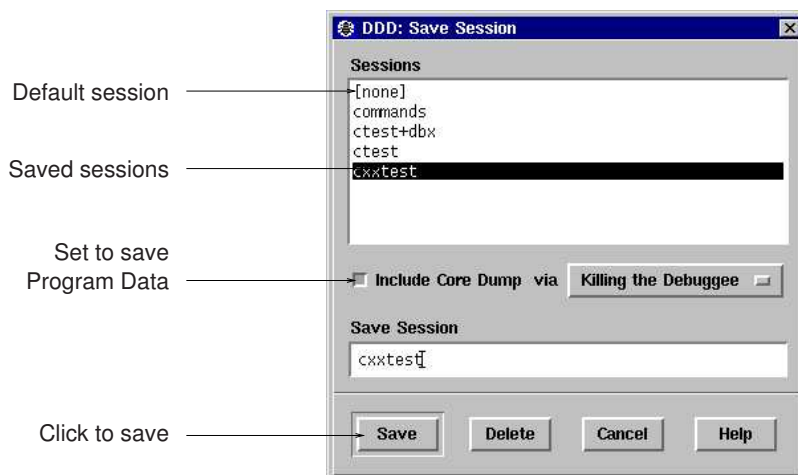 DDD: Save Session
Sessions
Default session
[none]
commands
ctest+dbx
ctest
Saved sessions
cxxtest
Set to save
Program Data
Include Core Dump via Killing the Debuggee
Save Session
cxxtest
Click to save
Save Delete Cancel Help